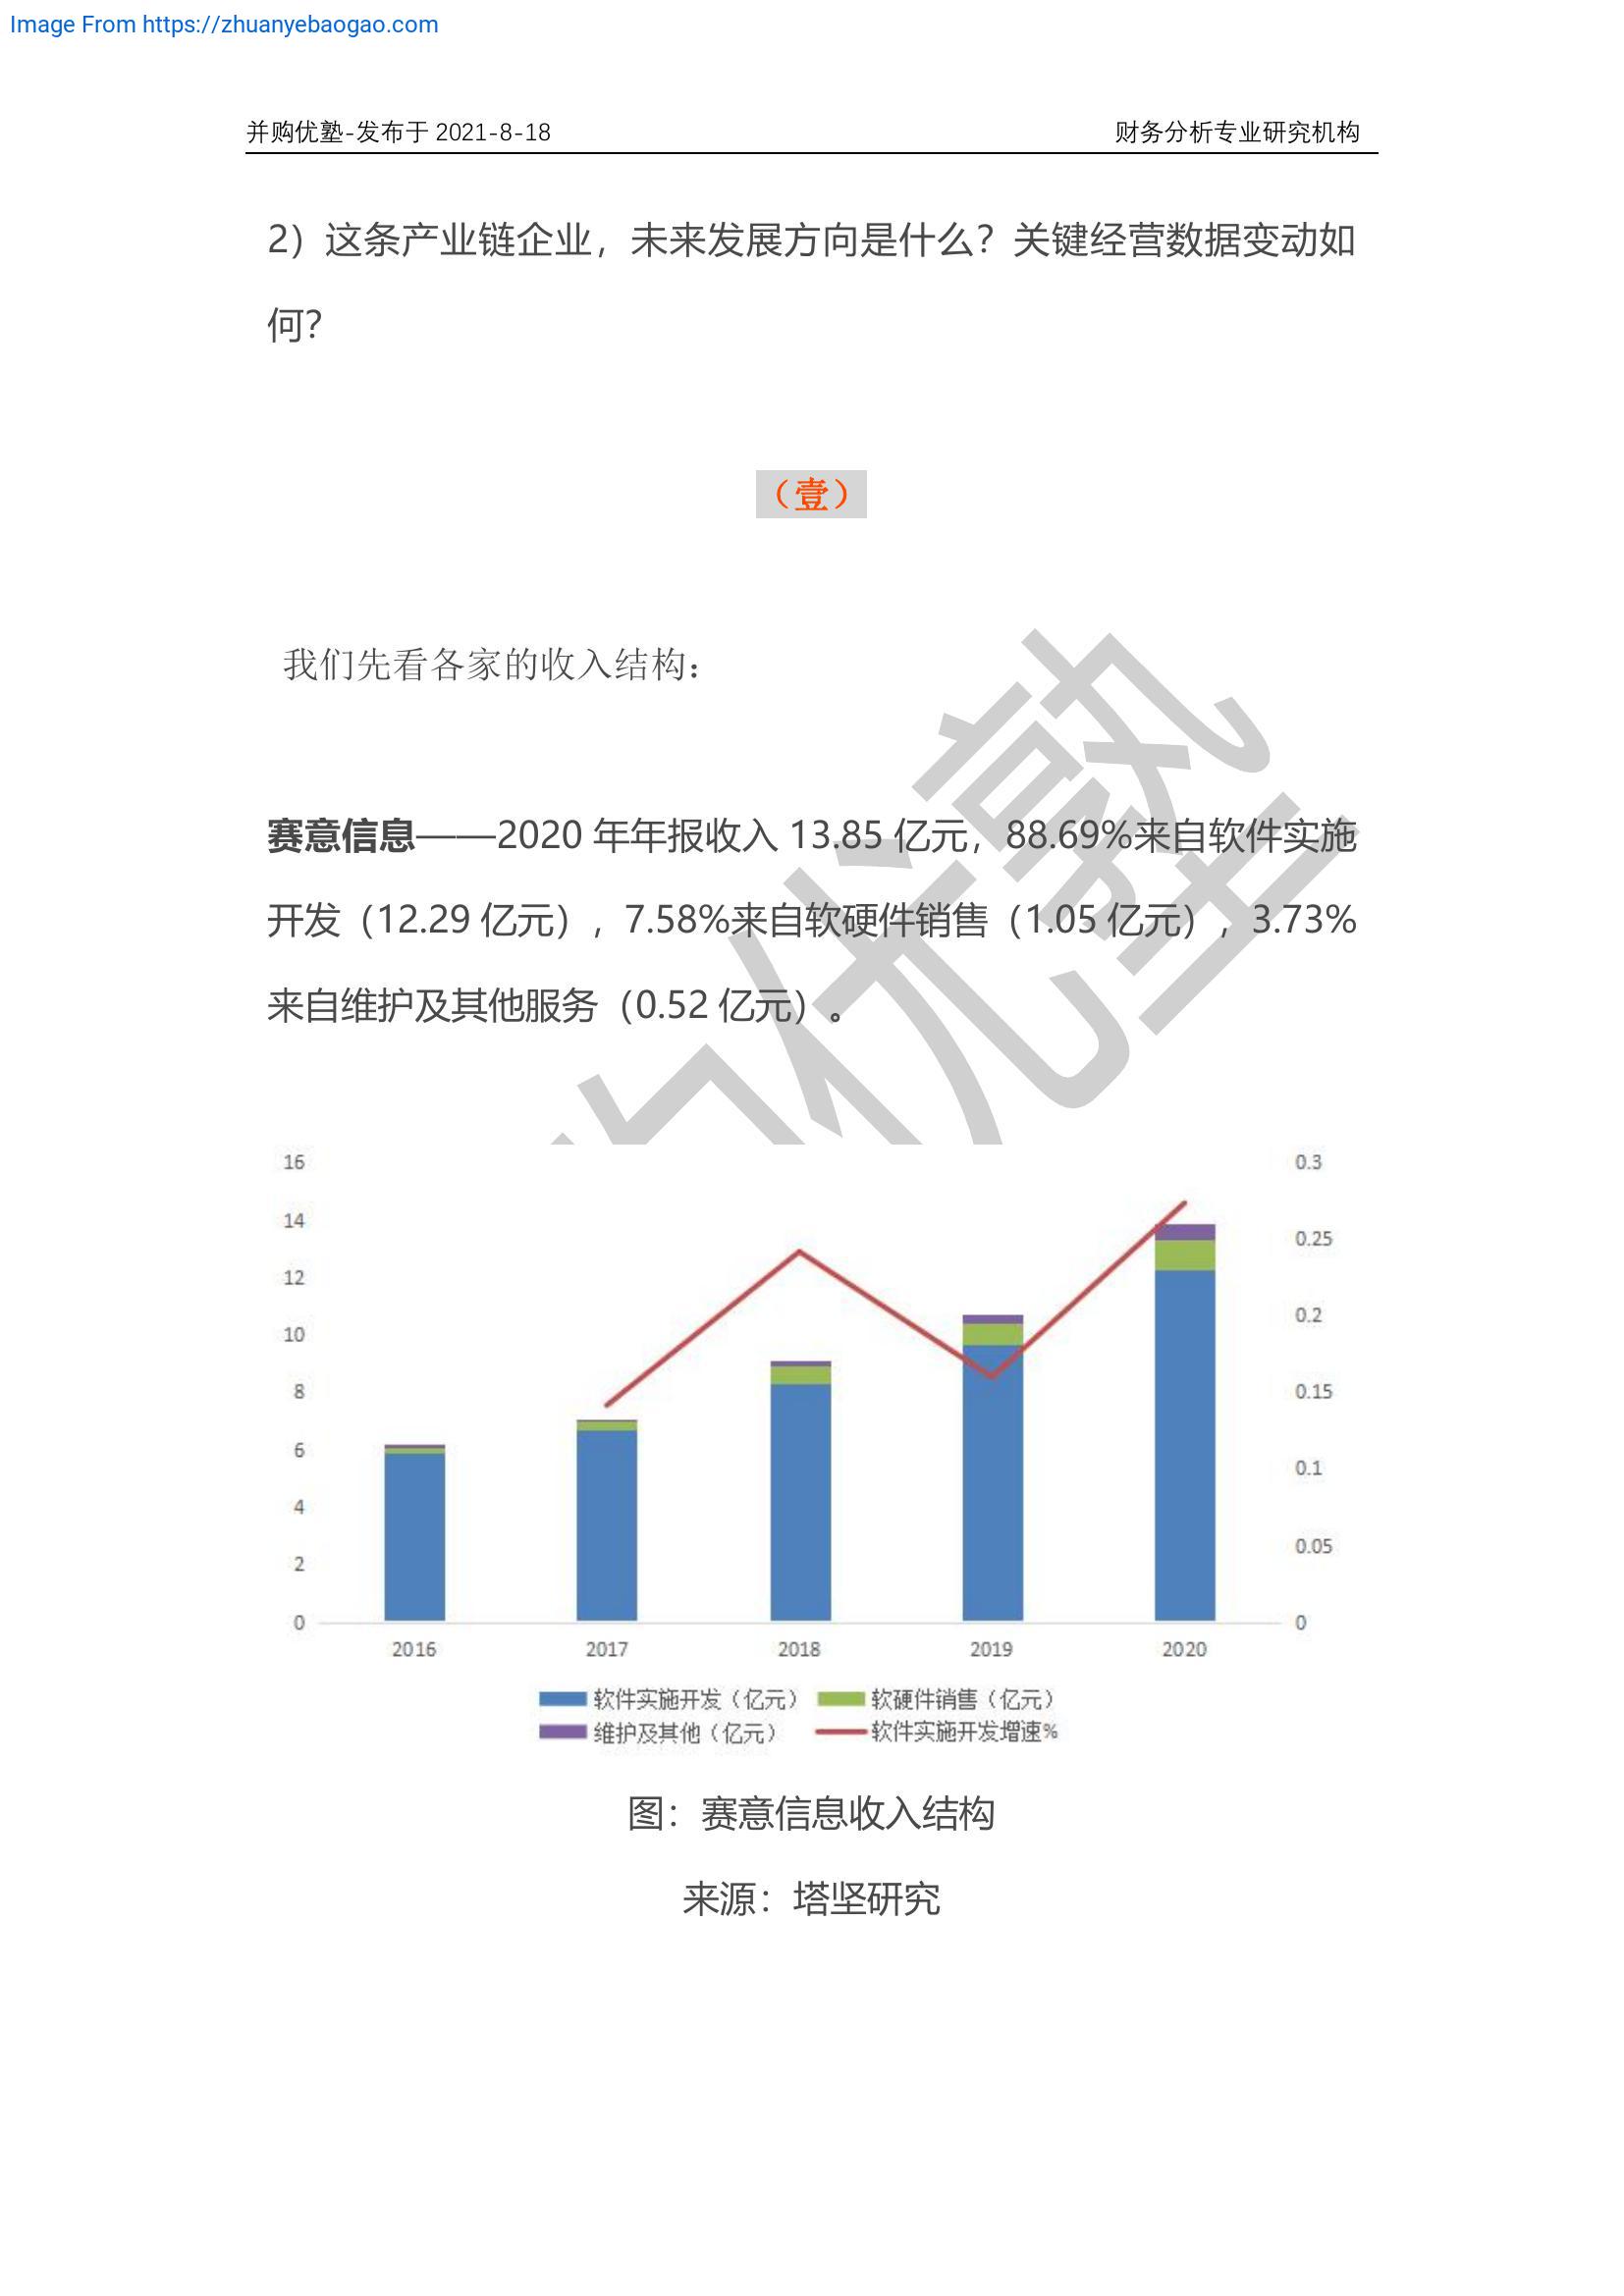 Image From https://zhuanyebaogao.com
并购优塾-发布于 2021-8-18 财务分析专业研究机构
2）这条产业链企业，未来发展方向是什么？关键经营数据变动如
何？
（壹）
我们先看各家的收入结构：
赛意信息——2020 年年报收入 13.85 亿元，88.69%来自软件实施
开发（12.29 亿元），7.58%来自软硬件销售（1.05 亿元），3.73%
来自维护及其他服务（0.52 亿元）。
优塾
16 0.3
14 0.25
12 0.2
10 0.15
8 0.1
6 0.05
4 0
2
0
2016 2017 2018 2019 2020
软件实施开发（亿元） 软硬件销售（亿元）
维护及其他（亿元） 软件实施开发增速%
图：赛意信息收入结构
来源：塔坚研究